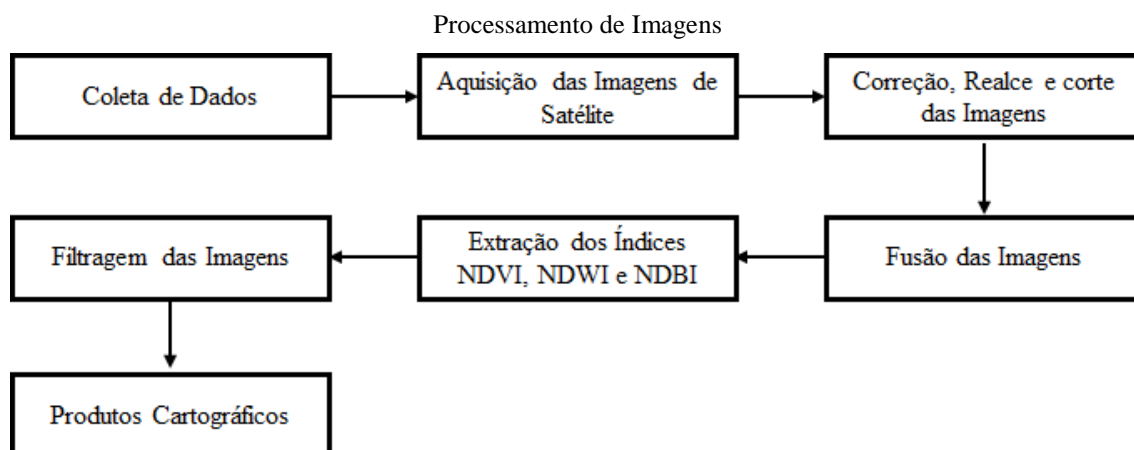 Processamento de Imagens
Coleta de Dados
Aquisição das Imagens de
Satélite
Correção, Realce e corte
das Imagens
Fusão das Imagens
Extração dos Índices
NDVI, NDWI e NDBI
Filtragem das Imagens
Produtos Cartográficos